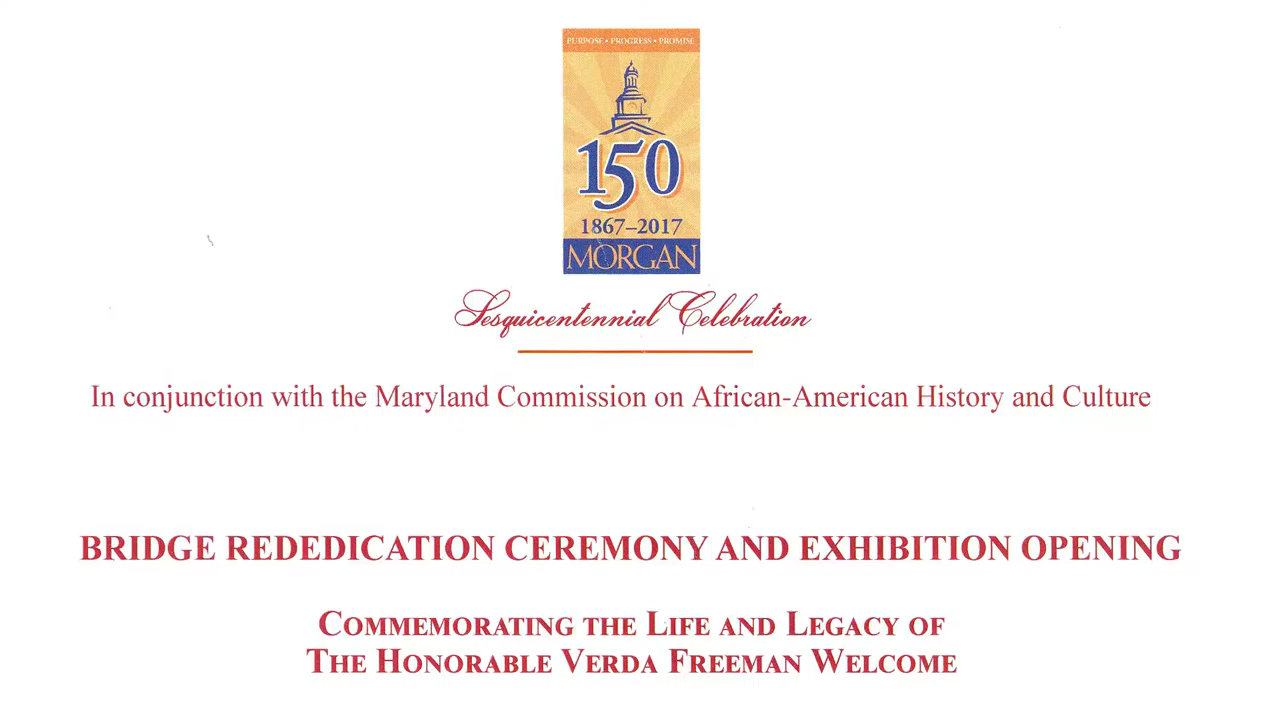 PURPOSE • PROGRESS • PROMISE
150
1867–2017
MORGAN
Sesquicentennial Celebration
In conjunction with the Maryland Commission on African-American History and Culture
BRIDGE REDEDICATION CEREMONY AND EXHIBITION OPENING
COMMEMORATING THE LIFE AND LEGACY OF
THE HONORABLE VERDA FREEMAN WELCOME